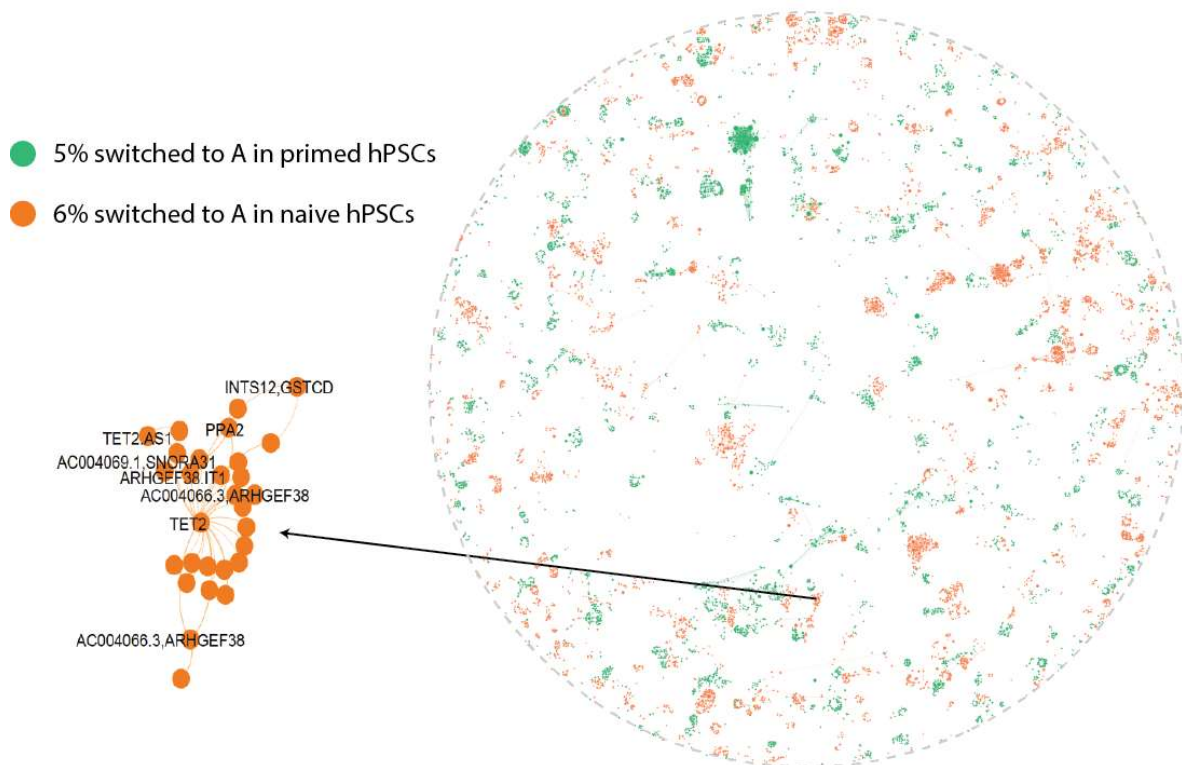 5% switched to A in primed hPSCs
6% switched to A in naive hPSCs
INTS12,GSTCD
PPA2
TET2.AS1
AC004069.1,SNORA31
ARHGEF38.IT1
AC004066.3,ARHGEF38
TET2
AC004066.3,ARHGEF38